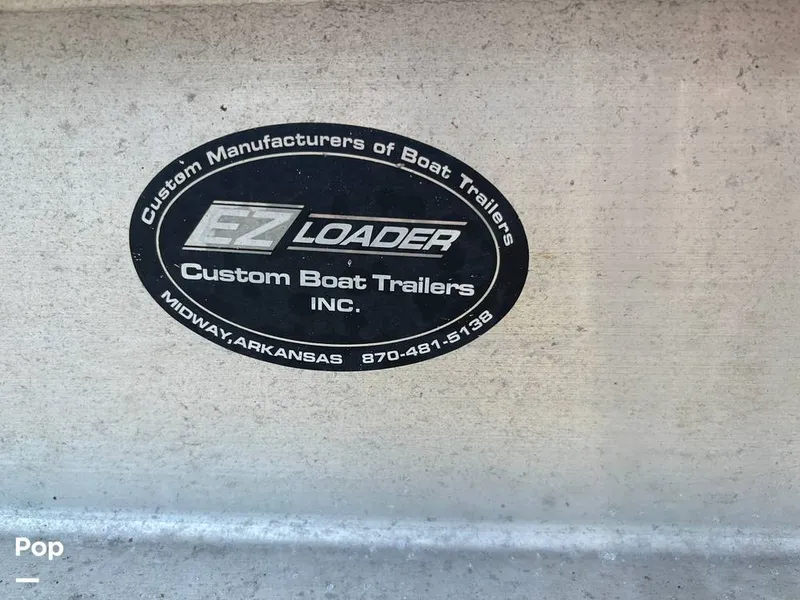 Custom Manufacturers of Boat Trailers
EZ LOADER
Custom Boat Trailers
INC.
MIDWAY, ARKANSAS 870-481-5138
Pop